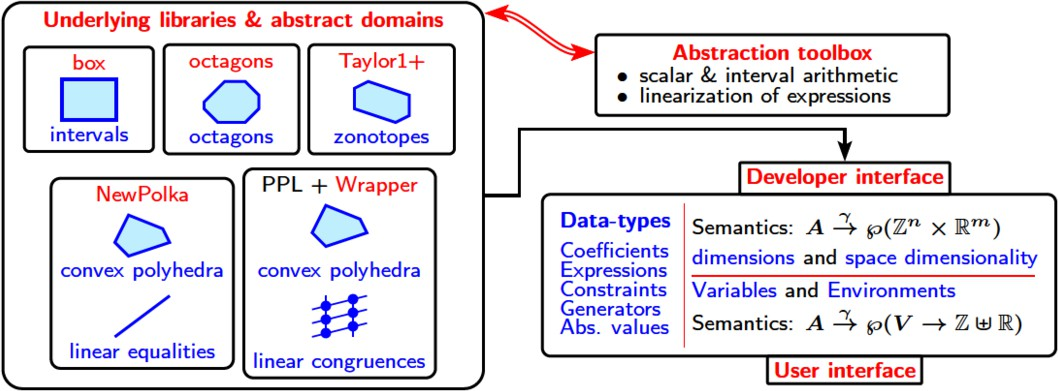 Underlying libraries & abstract domains
box
intervals
octagons
octagons
Taylor1+
zonotopes
NewPolka
convex polyhedra
linear equalities
PPL + Wrapper
convex polyhedra
linear congruences
Abstraction toolbox
• scalar & interval arithmetic
• linearization of expressions
Developer interface
Data-types
Coefficients
Expressions
Constraints
Generators
Abs. values
Semantics: A →^γ ℘(ℤⁿ × ℝᵐ)
dimensions and space dimensionality
Variables and Environments
Semantics: A →^γ ℘(V → ℤ ⊎ ℝ)
User interface